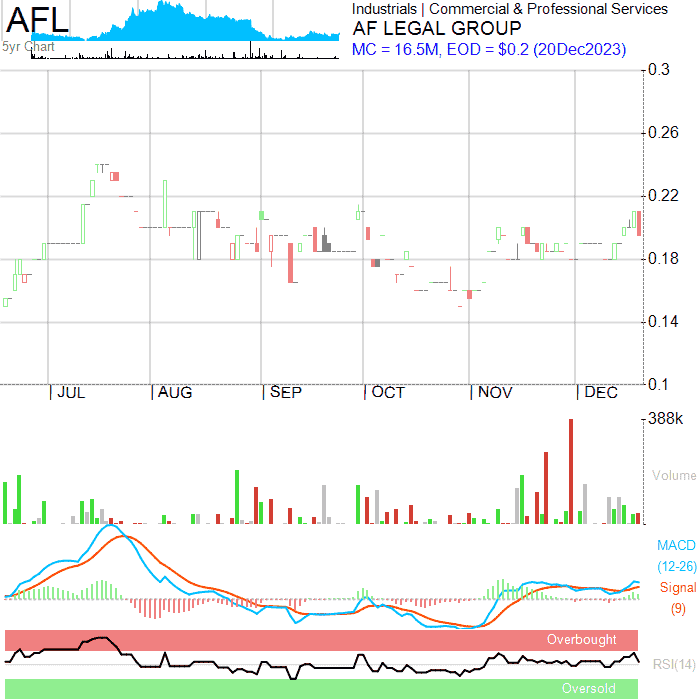 AFL
5yr Chart
Industrials | Commercial & Professional Services
AF LEGAL GROUP
MC = 16.5M, EOD = $0.2 (20Dec2023)
0.3
0.26
0.22
0.18
0.14
0.1
JUL
AUG
SEP
OCT
NOV
DEC
388k
Volume
MACD
(12-26)
Signal
(9)
Overbought
RSI(14)
Oversold